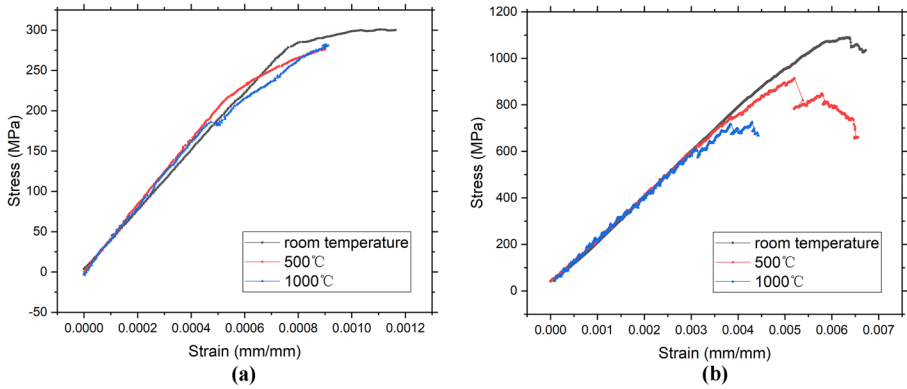 300
250
200
150
100
50
0
-50
Stress (MPa)
room temperature
500℃
1000℃
0.0000 0.0002 0.0004 0.0006 0.0008 0.0010 0.0012
Strain (mm/mm)
(a)
1200
1000
800
600
400
200
0
Stress (MPa)
room temperature
500℃
1000℃
0.000 0.001 0.002 0.003 0.004 0.005 0.006 0.007
Strain (mm/mm)
(b)